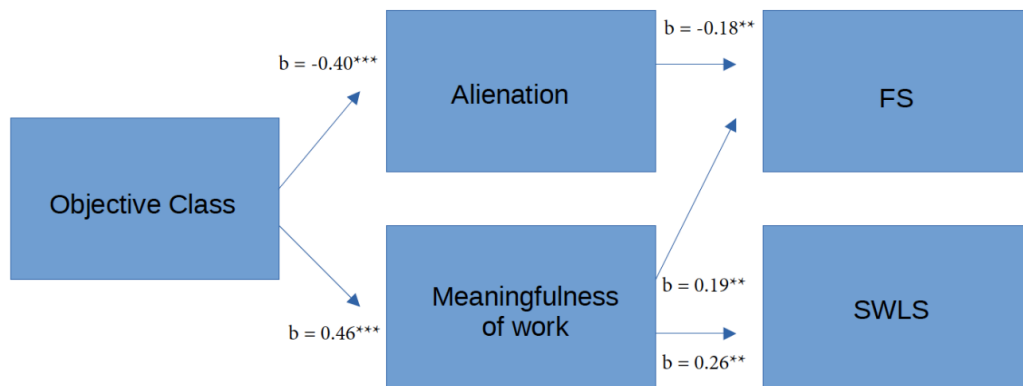 b = -0.18**
b = -0.40***
Alienation
FS
Objective Class
Meaningfulness
of work
b = 0.19**
SWLS
b = 0.46***
b = 0.26**